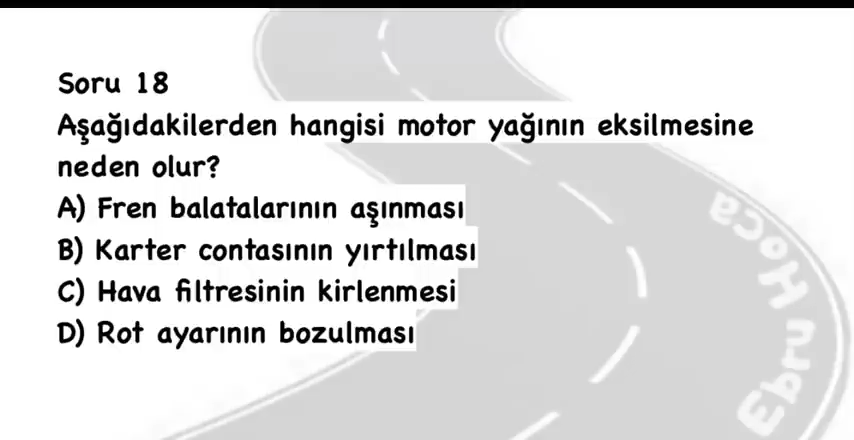 Soru 18
Aşağıdakilerden hangisi motor yağının eksilmesine
neden olur?
A) Fren balatalarının aşınması
B) Karter contasının yırtılması
C) Hava filtresinin kirlenmesi
D) Rot ayarının bozulması
Ebru Hoca